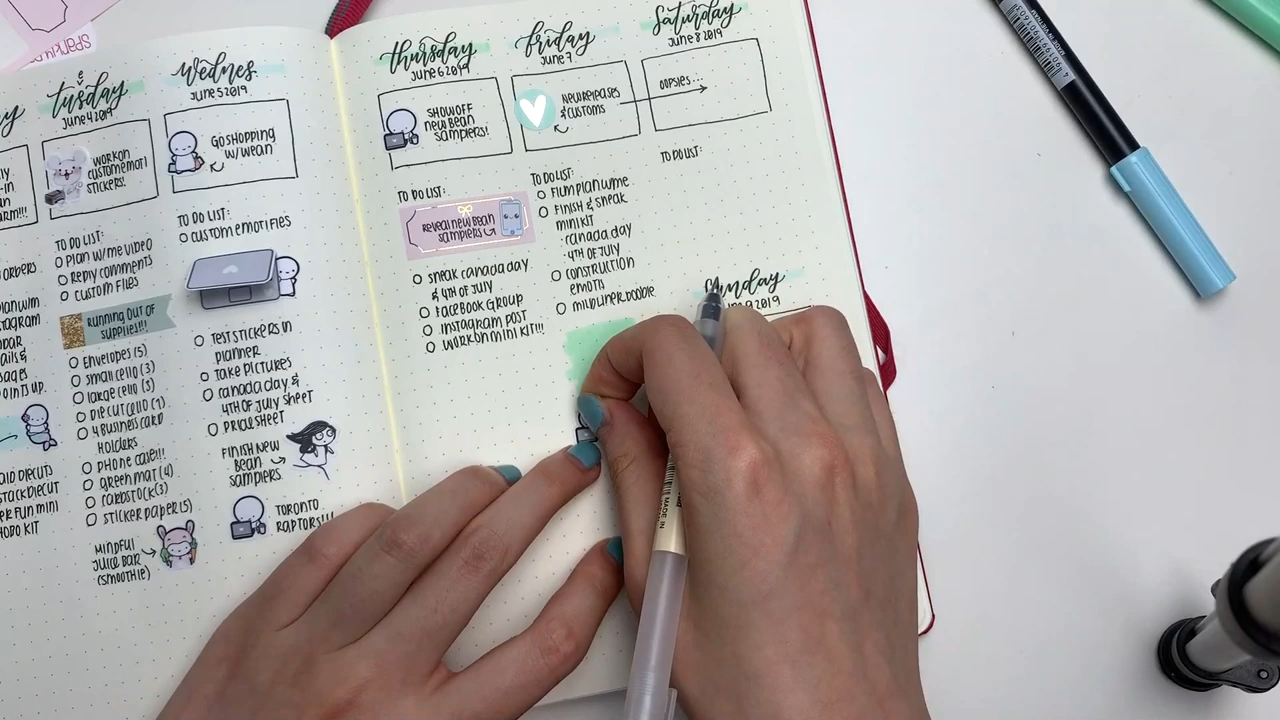 tuesday
June 4 2019
WORK ON
CUSTOM EMOTI
STICKERS!
TO DO LIST:
PLAN W/ME VIDEO
REPLY COMMENTS
CUSTOM FILES
RUNNING OUT OF
SUPPLIES!!!
ENVELOPES (5)
SMALL CELLO (3)
LARGE CELLO (5)
4 BUSINESS CARD
HOLDERS
PHONE CASE!!!
GREEN MAT (4)
CARDSTOCK (3)
STICKER PAPER (5)
MINDFUL
JUICE BAR
(SMOOTHIE)
wednes
June 5 2019
GO SHOPPING
W/ WEAN
TO DO LIST:
CUSTOM EMOTI FILES
TEST STICKERS IN
PLANNER
TAKE PICTURES
CANADA DAY &
4TH OF JULY SHEET
PRICE SHEET
FINISH NEW
BEAN
SAMPLERS
TORONTO
RAPTORS!!!
thursday
June 6 2019
SHOW OFF
NEW BEAN
SAMPLERS!
TO DO LIST:
REVEAL NEW BEAN
SAMPLERS
SNEAK CANADA DAY
& 4TH OF JULY
FACEBOOK GROUP
INSTAGRAM POST
WORK ON MINI KIT!!!
friday
June 7
NEW RELEASES
& CUSTOMS
TO DO LIST:
FILM PLAN W/ME
FINISH & SNEAK
MINI KIT
CANADA DAY
4TH OF JULY
CONSTRUCTION
EMOTI
MIDLINER DOODLE
saturday
June 8 2019
OOPSIES...
TO DO LIST:
sunday
2019